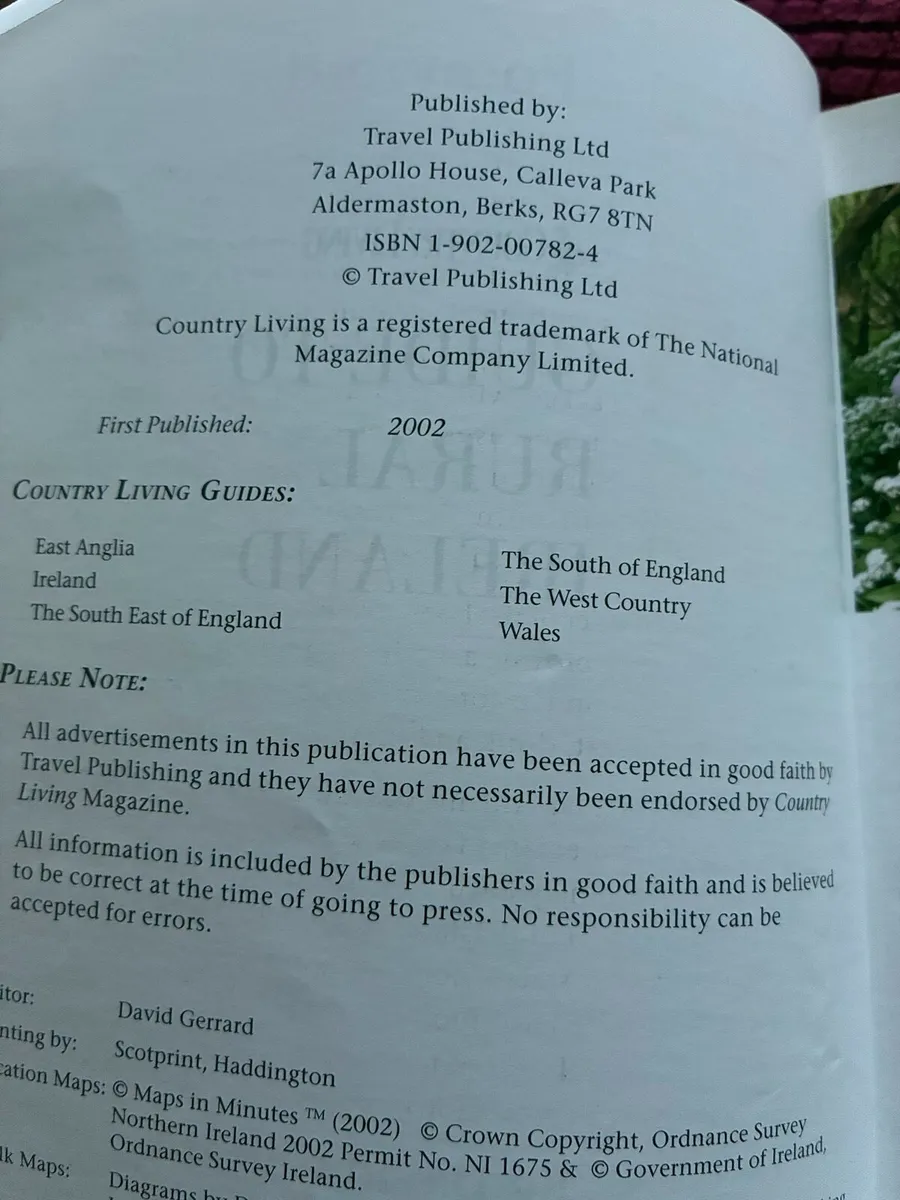 Published by:
Travel Publishing Ltd
7a Apollo House, Calleva Park
Aldermaston, Berks, RG7 8TN
ISBN 1-902-00782-4
© Travel Publishing Ltd
Country Living is a registered trademark of The National
Magazine Company Limited.
First Published: 2002
COUNTRY LIVING GUIDES:
East Anglia
Ireland
The South East of England
The South of England
The West Country
Wales
PLEASE NOTE:
All advertisements in this publication have been accepted in good faith by
Travel Publishing and they have not necessarily been endorsed by Country
Living Magazine.
All information is included by the publishers in good faith and is believed
to be correct at the time of going to press. No responsibility can be
accepted for errors.
itor: David Gerrard
nting by: Scotprint, Haddington
cation Maps: © Maps in Minutes ™ (2002) © Crown Copyright, Ordnance Survey
Northern Ireland 2002 Permit No. NI 1675 & © Government of Ireland,
Ordnance Survey Ireland.
lk Maps: Diagrams by